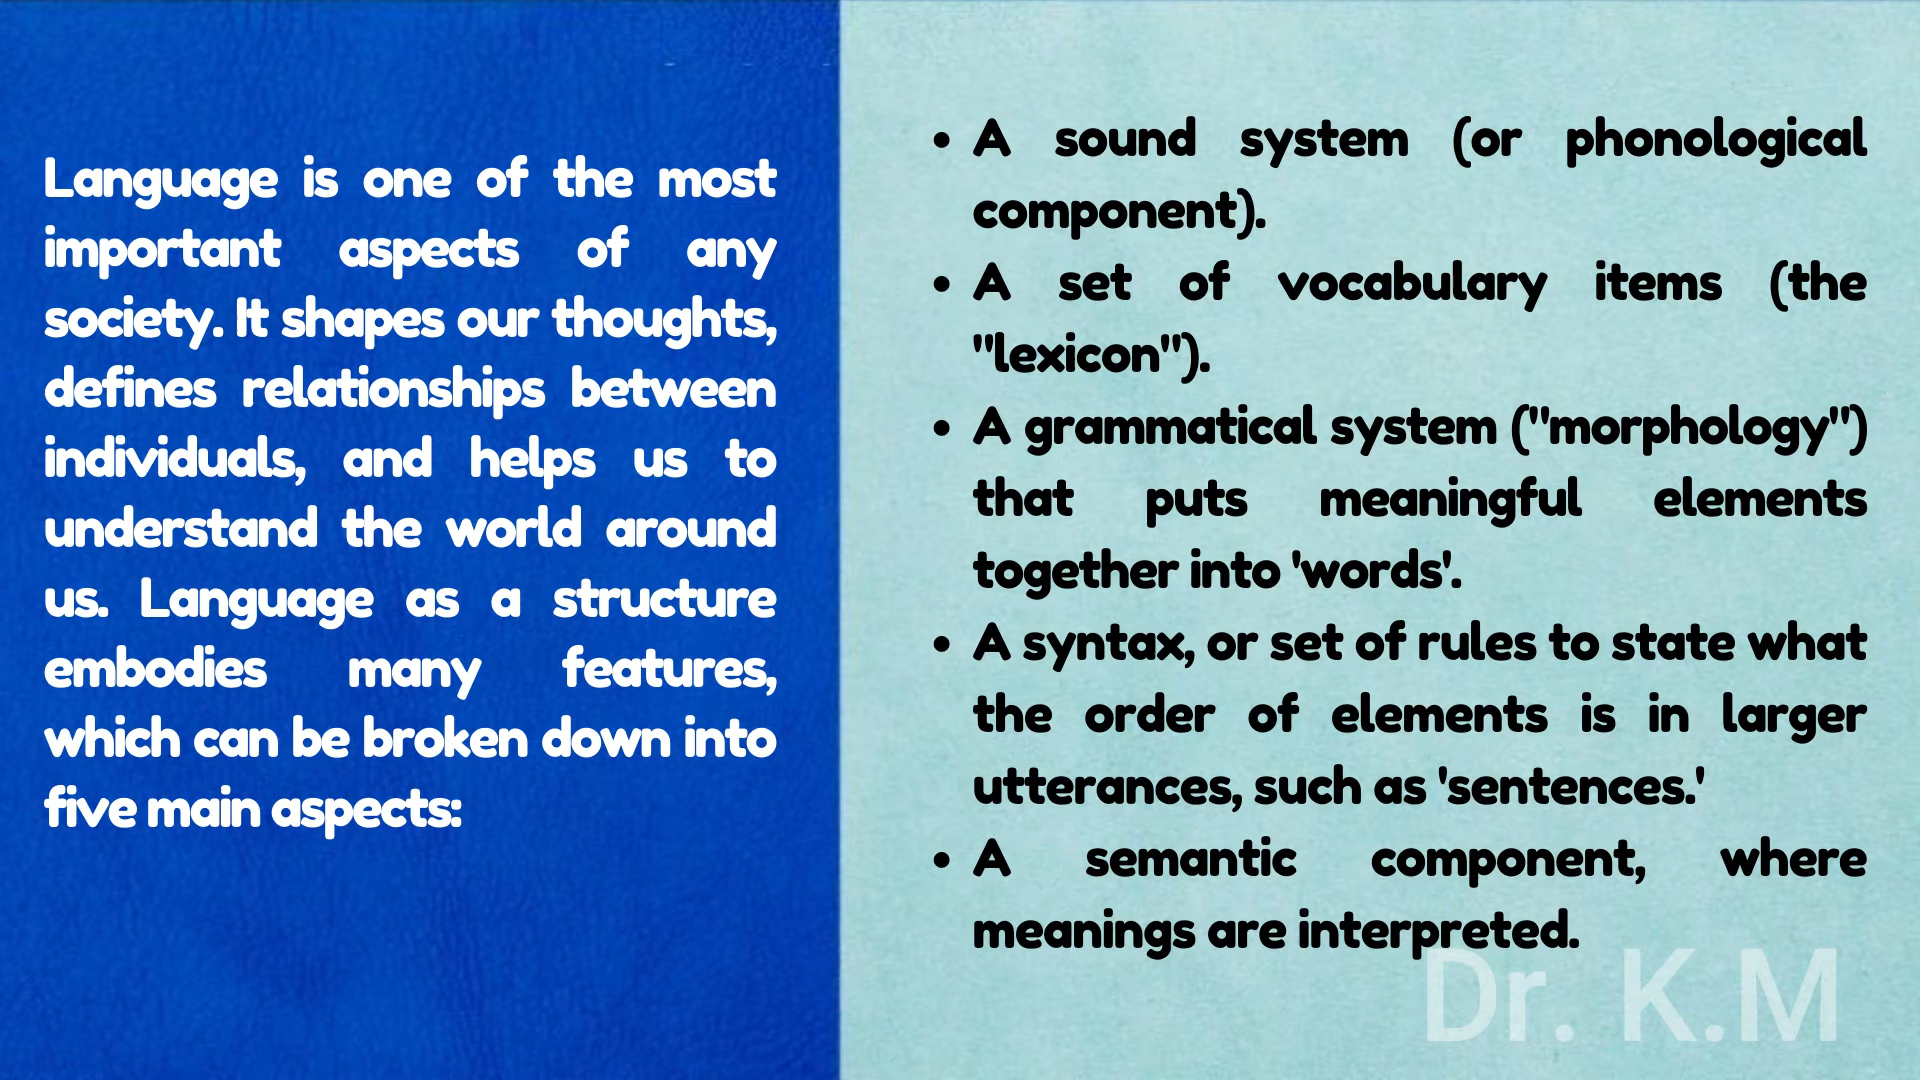 Language is one of the most
important aspects of any
society. It shapes our thoughts,
defines relationships between
individuals, and helps us to
understand the world around
us. Language as a structure
embodies many features,
which can be broken down into
five main aspects:
• A sound system (or phonological
component).
• A set of vocabulary items (the
"lexicon").
• A grammatical system ("morphology")
that puts meaningful elements
together into 'words'.
• A syntax, or set of rules to state what
the order of elements is in larger
utterances, such as 'sentences.'
• A semantic component, where
meanings are interpreted.
Dr. K.M